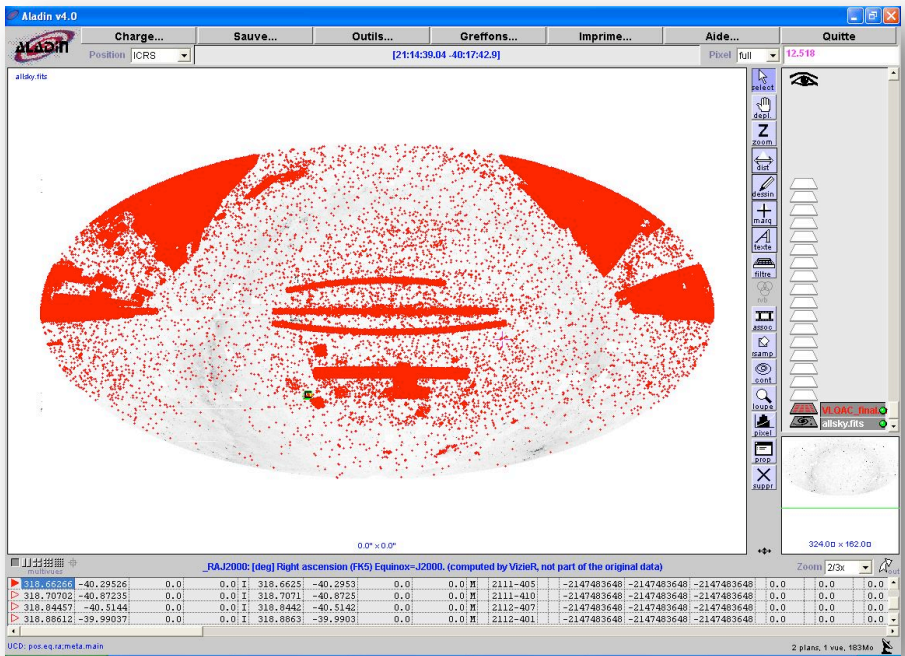 Aladin v4.0
ALADIN
Charge... Sauve... Outils... Greffons... Imprime... Aide... Quitte
Position ICRS [21:14:39.04 -40:17:42.9] Pixel full 12.518
allsky.fits
select
depl.
Z
zoom
dist
dessin
marq
texte
filtre
assoc
rsamp
cont
loupe
pixel
prop
suppr
VLOAC_final
allsky.fits
0.0" x 0.0"
324.0□ x 162.0□
multivues
_RAJ2000: [deg] Right ascension (FK5) Equinox=J2000. (computed by VizieR, not part of the original data)
Zoom 2/3x out
318.66266 -40.29526 0.0 0.0 I 318.6625 -40.2953 0.0 0.0 M 2111-405 -2147483648 -2147483648 -2147483648 0.0 0.0
318.70702 -40.87235 0.0 0.0 I 318.7071 -40.8725 0.0 0.0 M 2111-410 -2147483648 -2147483648 -2147483648 0.0 0.0
318.84457 -40.5144 0.0 0.0 I 318.8442 -40.5142 0.0 0.0 M 2112-407 -2147483648 -2147483648 -2147483648 0.0 0.0
318.88612 -39.99037 0.0 0.0 I 318.8863 -39.9903 0.0 0.0 M 2112-401 -2147483648 -2147483648 -2147483648 0.0 0.0
UCD: pos.eq.ra;meta.main
2 plans, 1 vue, 183Mo